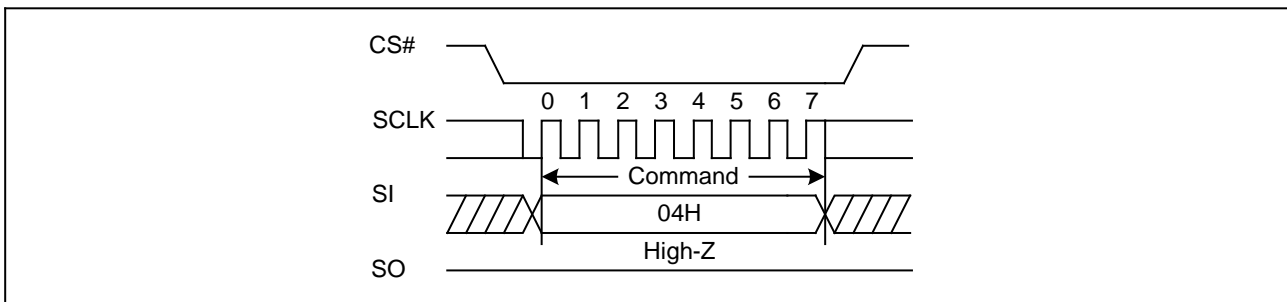 CS#
0 1 2 3 4 5 6 7
SCLK
Command
SI
04H
High-Z
SO